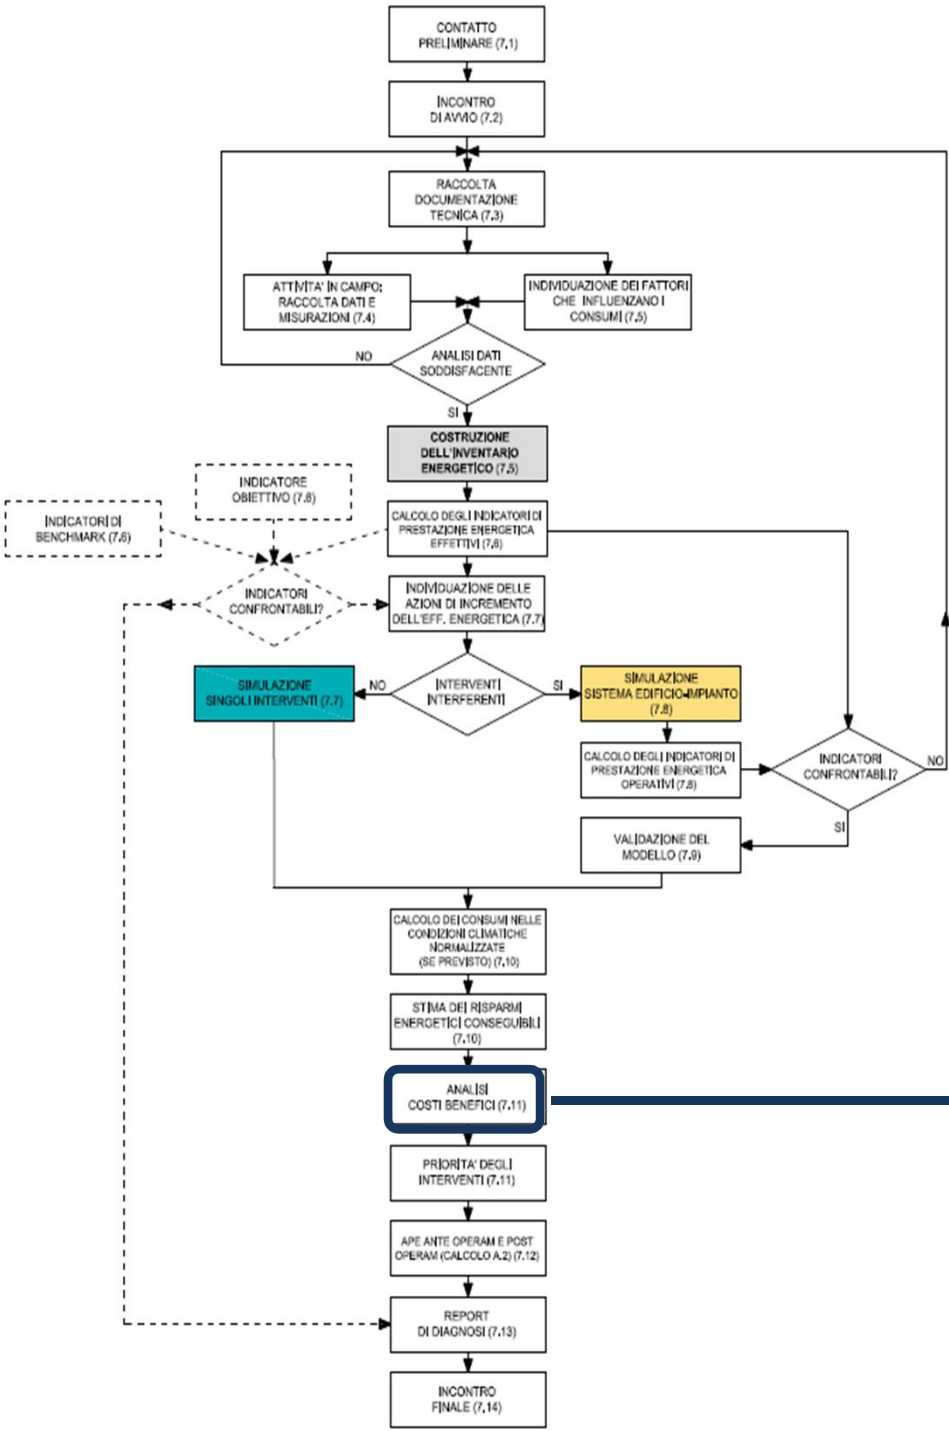 CONTATTO
PRELIMINARE (7.1)
INCONTRO
DI AVVIO (7.2)
RACCOLTA
DOCUMENTAZIONE
TECNICA (7.3)
ATTIVITA' IN CAMPO:
RACCOLTA DATI E
MISURAZIONI (7.4)
INDIVIDUAZIONE DEI FATTORI
CHE INFLUENZANO I
CONSUMI (7.5)
NO
ANALISI DATI
SODDISFACENTE
SI
COSTRUZIONE
DELL'INVENTARIO
ENERGETICO (7.5)
INDICATORE
OBIETTIVO (7.6)
INDICATORI DI
BENCHMARK (7.6)
CALCOLO DEGLI INDICATORI DI
PRESTAZIONE ENERGETICA
EFFETTIVI (7.6)
INDICATORI
CONFRONTABILI?
INDIVIDUAZIONE DELLE
AZIONI DI INCREMENTO
DELL'EFF. ENERGETICA (7.7)
SIMULAZIONE
SINGOLI INTERVENTI (7.7)
NO
INTERVENTI
INTERFERENTI
SI
SIMULAZIONE
SISTEMA EDIFICIO-IMPIANTO
(7.8)
CALCOLO DEGLI INDICATORI DI
PRESTAZIONE ENERGETICA
OPERATIVI (7.8)
INDICATORI
CONFRONTABILI?
NO
SI
VALIDAZIONE DEL
MODELLO (7.9)
CALCOLO DEI CONSUMI NELLE
CONDIZIONI CLIMATICHE
NORMALIZZATE
(SE PREVISTO) (7.10)
STIMA DEI RISPARMI
ENERGETICI CONSEGUIBILI
(7.10)
ANALISI
COSTI BENEFICI (7.11)
PRIORITA' DEGLI
INTERVENTI (7.11)
APE ANTE OPERAM E POST
OPERAM (CALCOLO A.2) (7.12)
REPORT
DI DIAGNOSI (7.13)
INCONTRO
FINALE (7.14)